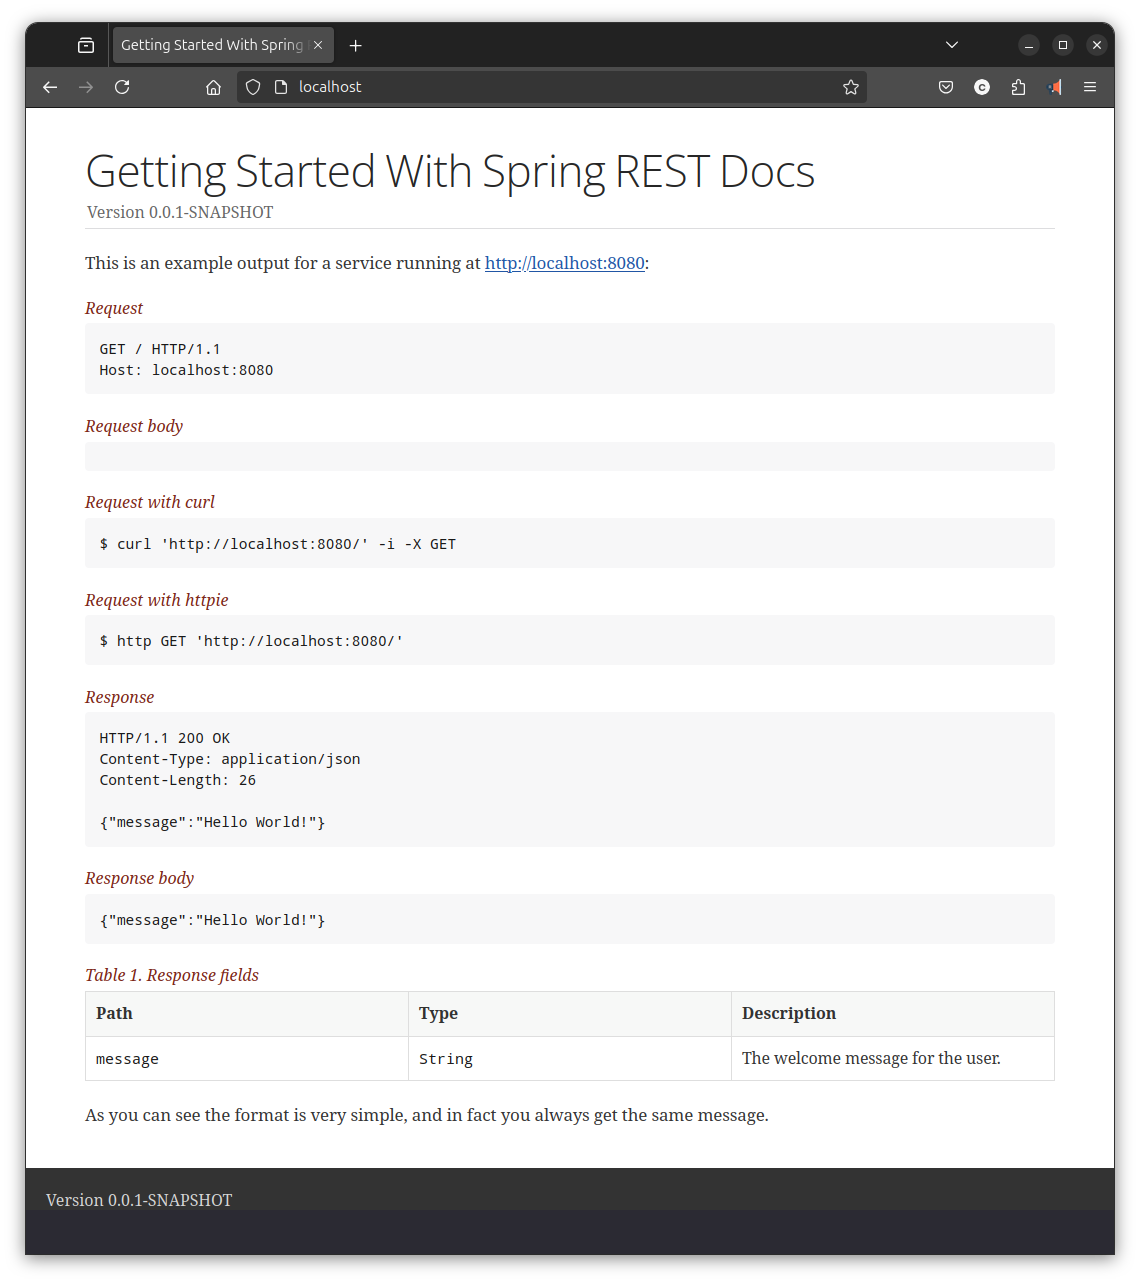 Getting Started With Spring
localhost
Getting Started With Spring REST Docs
Version 0.0.1-SNAPSHOT
This is an example output for a service running at http://localhost:8080:
Request
GET / HTTP/1.1
Host: localhost:8080
Request body
Request with curl
$ curl 'http://localhost:8080/' -i -X GET
Request with httpie
$ http GET 'http://localhost:8080/'
Response
HTTP/1.1 200 OK
Content-Type: application/json
Content-Length: 26
{"message":"Hello World!"}
Response body
{"message":"Hello World!"}
Table 1. Response fields
Path Type Description
message String The welcome message for the user.
As you can see the format is very simple, and in fact you always get the same message.
Version 0.0.1-SNAPSHOT